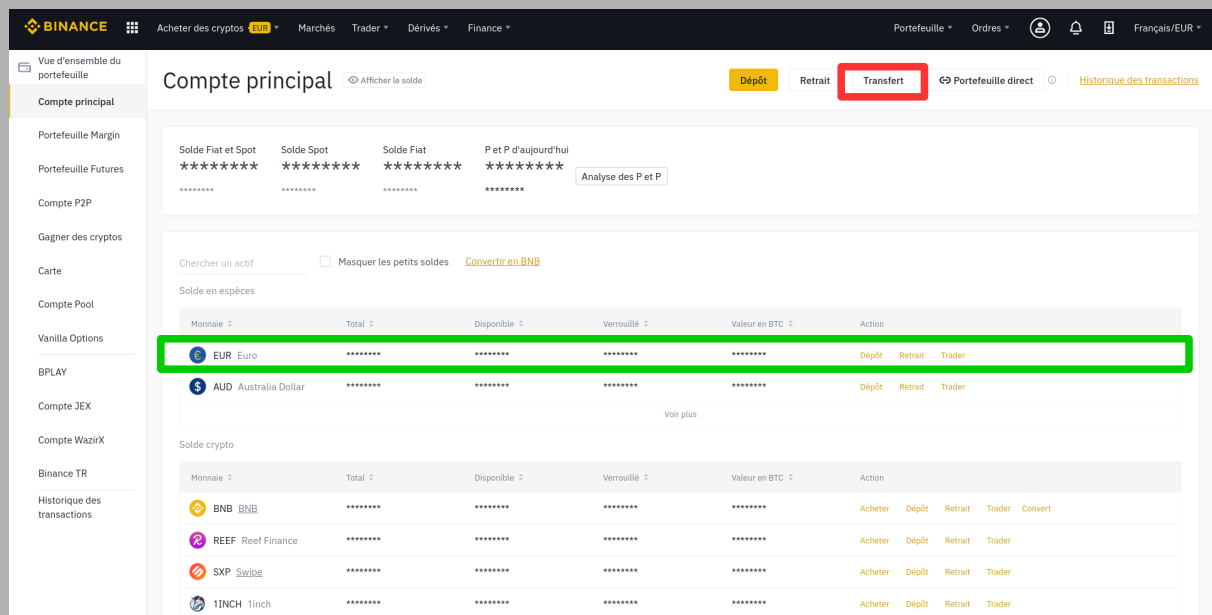 BINANCE Acheter des cryptos EUR Marchés Trader Dérivés Finance Portefeuille Ordres Français/EUR
Vue d'ensemble du portefeuille
Compte principal
Portefeuille Margin
Portefeuille Futures
Compte P2P
Gagner des cryptos
Carte
Compte Pool
Vanilla Options
BPLAY
Compte JEX
Compte WazirX
Binance TR
Historique des transactions
Compte principal Afficher le solde Dépôt Retrait Transfert Portefeuille direct Historique des transactions
Solde Fiat et Spot Solde Spot Solde Fiat P et P d'aujourd'hui
******** ******** ******** ********
Analyse des P et P
******** ******** ******** ********
Chercher un actif Masquer les petits soldes Convertir en BNB
Solde en espèces
Monnaie Total Disponible Verrouillé Valeur en BTC Action
€ EUR Euro ******** ******** ******** ******** Dépôt Retrait Trader
$ AUD Australia Dollar ******** ******** ******** ******** Dépôt Retrait Trader
Voir plus
Solde crypto
Monnaie Total Disponible Verrouillé Valeur en BTC Action
BNB BNB ******** ******** ******** ******** Acheter Dépôt Retrait Trader Convert
REEF Reef Finance ******** ******** ******** ******** Acheter Dépôt Retrait Trader
SXP Swipe ******** ******** ******** ******** Acheter Dépôt Retrait Trader
1INCH 1inch ******** ******** ******** ******** Acheter Dépôt Retrait Trader